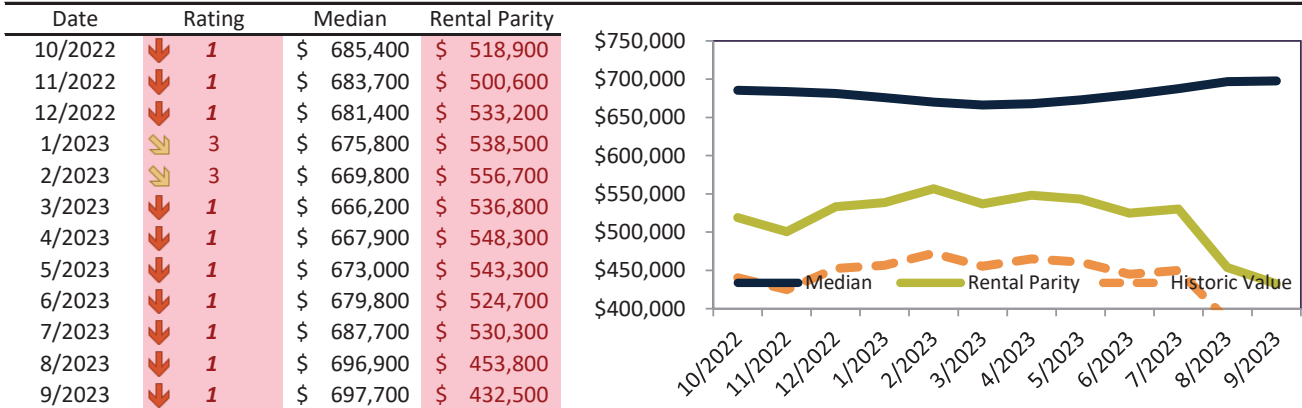 Date Rating Median Rental Parity
10/2022 1 $ 685,400 $ 518,900
11/2022 1 $ 683,700 $ 500,600
12/2022 1 $ 681,400 $ 533,200
1/2023 3 $ 675,800 $ 538,500
2/2023 3 $ 669,800 $ 556,700
3/2023 1 $ 666,200 $ 536,800
4/2023 1 $ 667,900 $ 548,300
5/2023 1 $ 673,000 $ 543,300
6/2023 1 $ 679,800 $ 524,700
7/2023 1 $ 687,700 $ 530,300
8/2023 1 $ 696,900 $ 453,800
9/2023 1 $ 697,700 $ 432,500
$750,000
$700,000
$650,000
$600,000
$550,000
$500,000
$450,000
$400,000
Median Rental Parity Historic Value
10/2022 11/2022 12/2022 1/2023 2/2023 3/2023 4/2023 5/2023 6/2023 7/2023 8/2023 9/2023